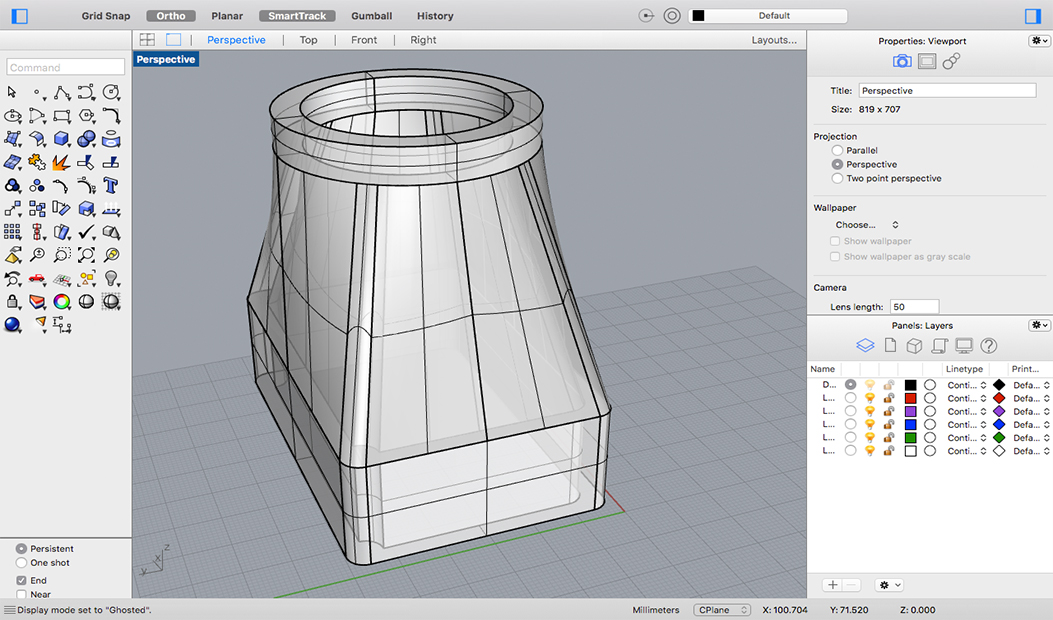 Grid Snap Ortho Planar SmartTrack Gumball History Default
Perspective Top Front Right Layouts...
Perspective
Command
Properties: Viewport
Title: Perspective
Size: 819 x 707
Projection
Parallel
Perspective
Two point perspective
Wallpaper
Choose...
Show wallpaper
Show wallpaper as gray scale
Camera
Lens length: 50
Panels: Layers
Name Linetype Print...
D... Conti... Defa...
L... Conti... Defa...
L... Conti... Defa...
L... Conti... Defa...
L... Conti... Defa...
L... Conti... Defa...
z
x
y
Persistent
One shot
End
Near
Display mode set to "Ghosted". Millimeters CPlane X: 100.704 Y: 71.520 Z: 0.000